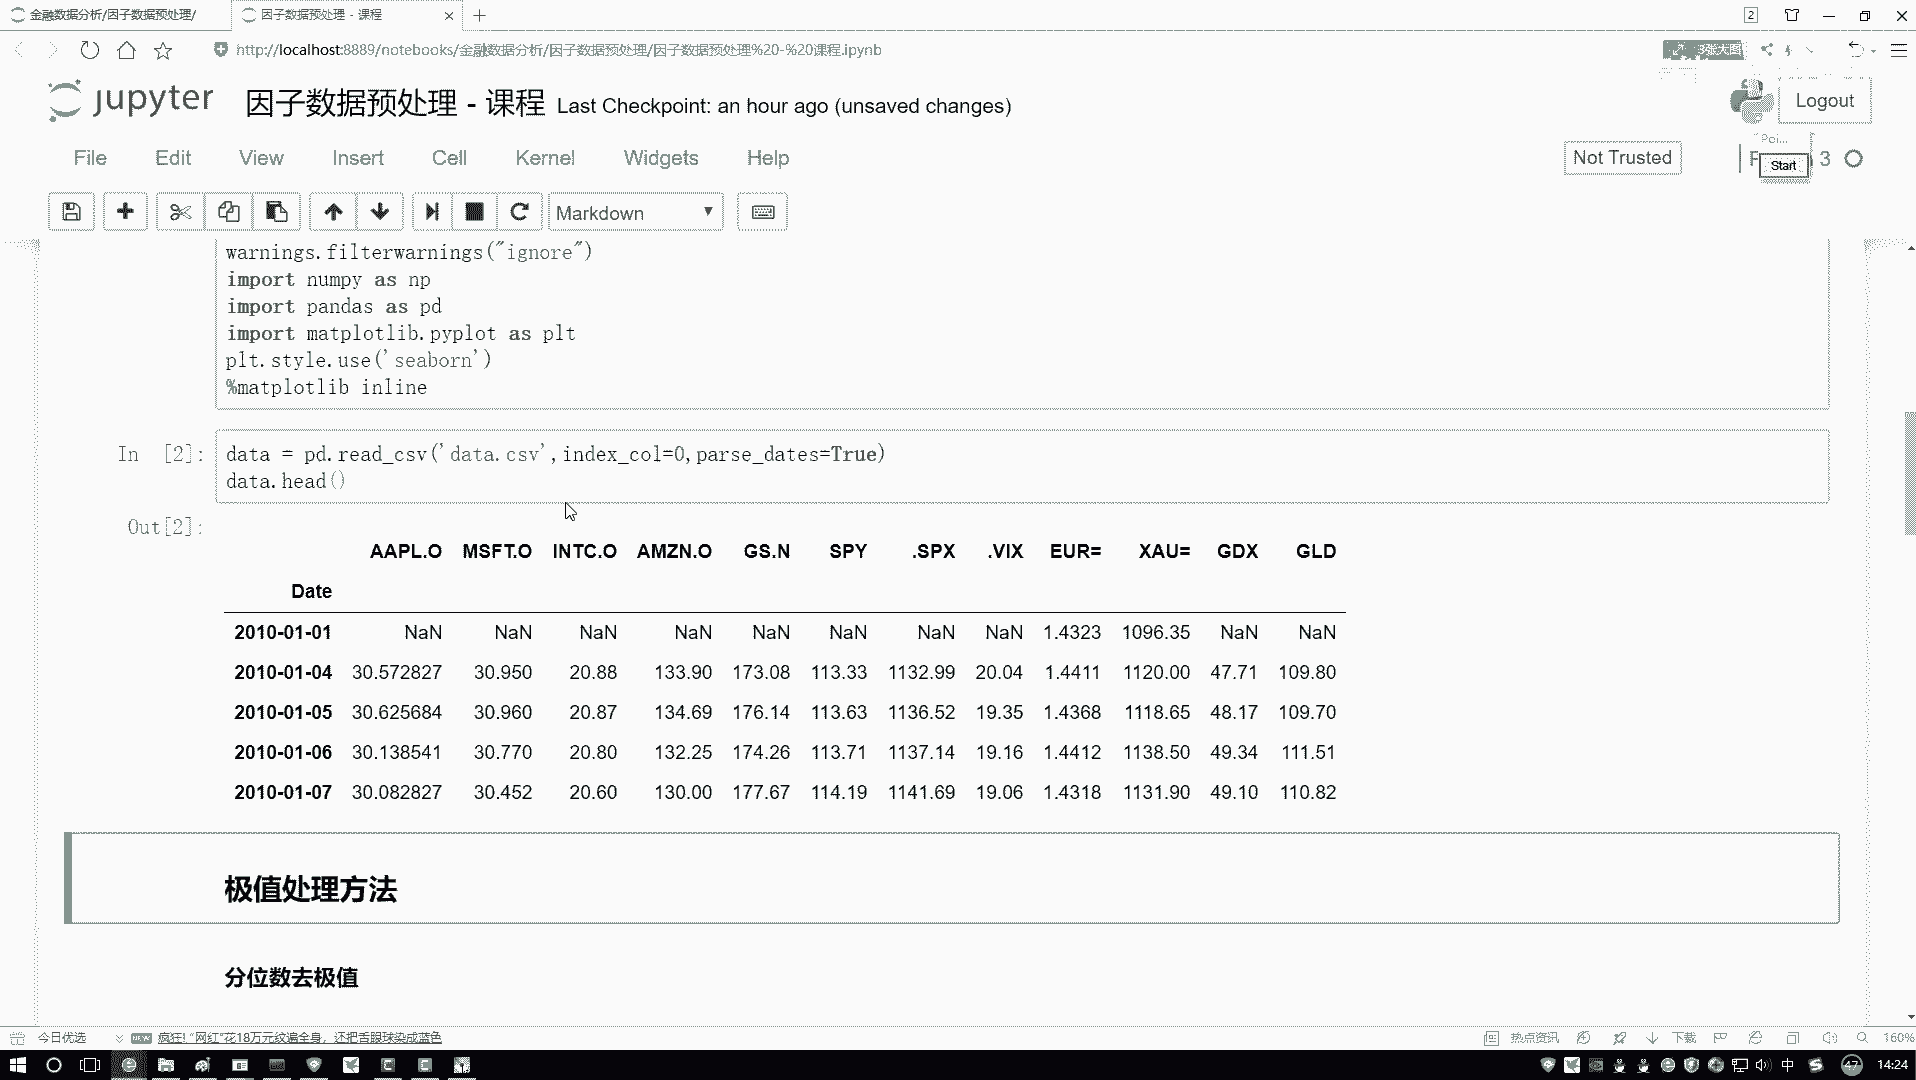 金融数据分析/因子数据预处理/
因子数据预处理 - 课程
2
http://localhost:8889/notebooks/金融数据分析/因子数据预处理/因子数据预处理%20-%20课程.ipynb
3张大图
jupyter 因子数据预处理 - 课程 Last Checkpoint: an hour ago (unsaved changes)
Logout
File Edit View Insert Cell Kernel Widgets Help
Not Trusted
Start
3
Markdown
warnings.filterwarnings("ignore")
import numpy as np
import pandas as pd
import matplotlib.pyplot as plt
plt.style.use('seaborn')
%matplotlib inline
In [2]:
data = pd.read_csv('data.csv',index_col=0,parse_dates=True)
data.head()
Out[2]:
AAPL.O MSFT.O INTC.O AMZN.O GS.N SPY .SPX .VIX EUR= XAU= GDX GLD
Date
2010-01-01 NaN NaN NaN NaN NaN NaN NaN NaN 1.4323 1096.35 NaN NaN
2010-01-04 30.572827 30.950 20.88 133.90 173.08 113.33 1132.99 20.04 1.4411 1120.00 47.71 109.80
2010-01-05 30.625684 30.960 20.87 134.69 176.14 113.63 1136.52 19.35 1.4368 1118.65 48.17 109.70
2010-01-06 30.138541 30.770 20.80 132.25 174.26 113.71 1137.14 19.16 1.4412 1138.50 49.34 111.51
2010-01-07 30.082827 30.452 20.60 130.00 177.67 114.19 1141.69 19.06 1.4318 1131.90 49.10 110.82
极值处理方法
分位数去极值
今日优选
NEW
疯狂!“网红”花18万元纹遍全身，还把舌眼球染成蓝色
热点资讯
下载
160%
中
47
14:24